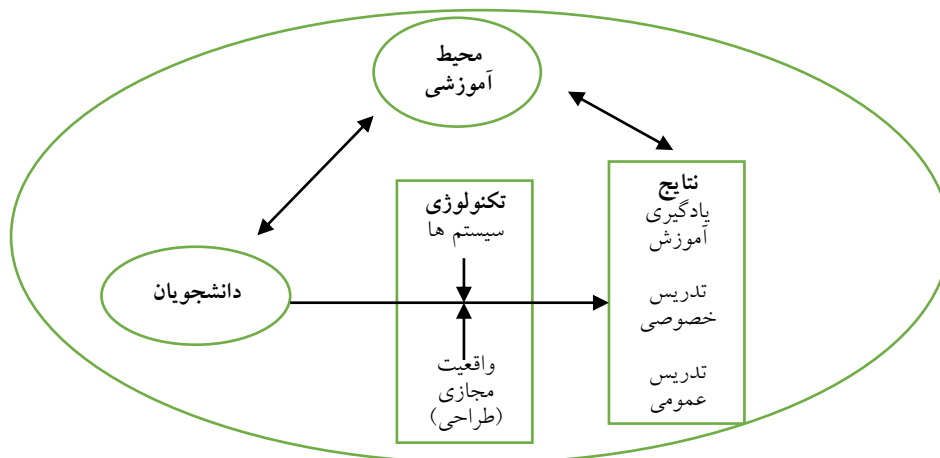 محیط
آموزشی
نتایج
یادگیری
آموزش
تدریس
خصوصی
تدریس
عمومی
تکنولوژی
سیستم ها
واقعیت
مجازی
(طراحی)
دانشجویان